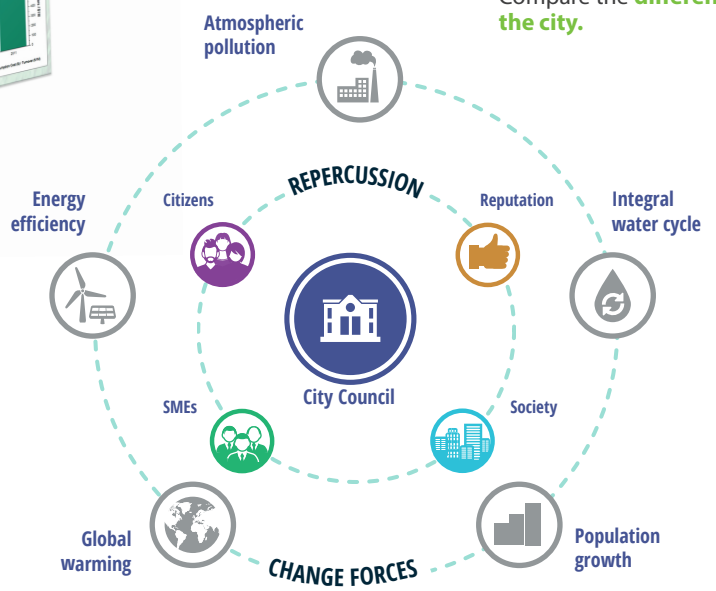 Compare the
the city.
Atmospheric
pollution
REPERCUSSION
Energy
efficiency
Citizens
Reputation
Integral
water cycle
City Council
SMEs
Society
Global
warming
CHANGE FORCES
Population
growth